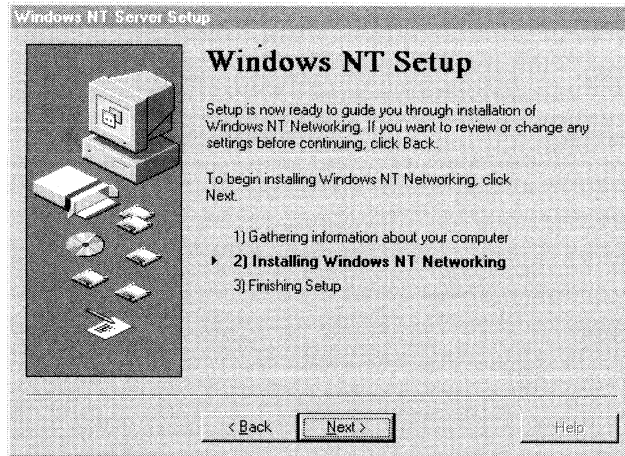 Windows NT Server Setup
Windows NT Setup
Setup is now ready to guide you through installation of
Windows NT Networking. If you want to review or change any
settings before continuing, click Back.
To begin installing Windows NT Networking, click
Next.
1) Gathering information about your computer
2) Installing Windows NT Networking
3) Finishing Setup
< Back Next > Help